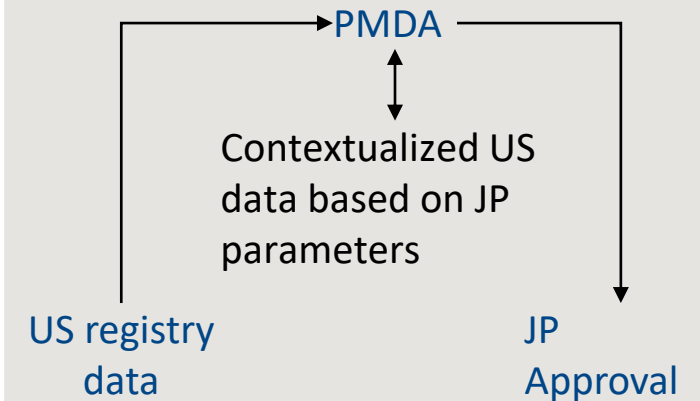 PMDA
Contextualized US
data based on JP
parameters
US registry
data
JP
Approval